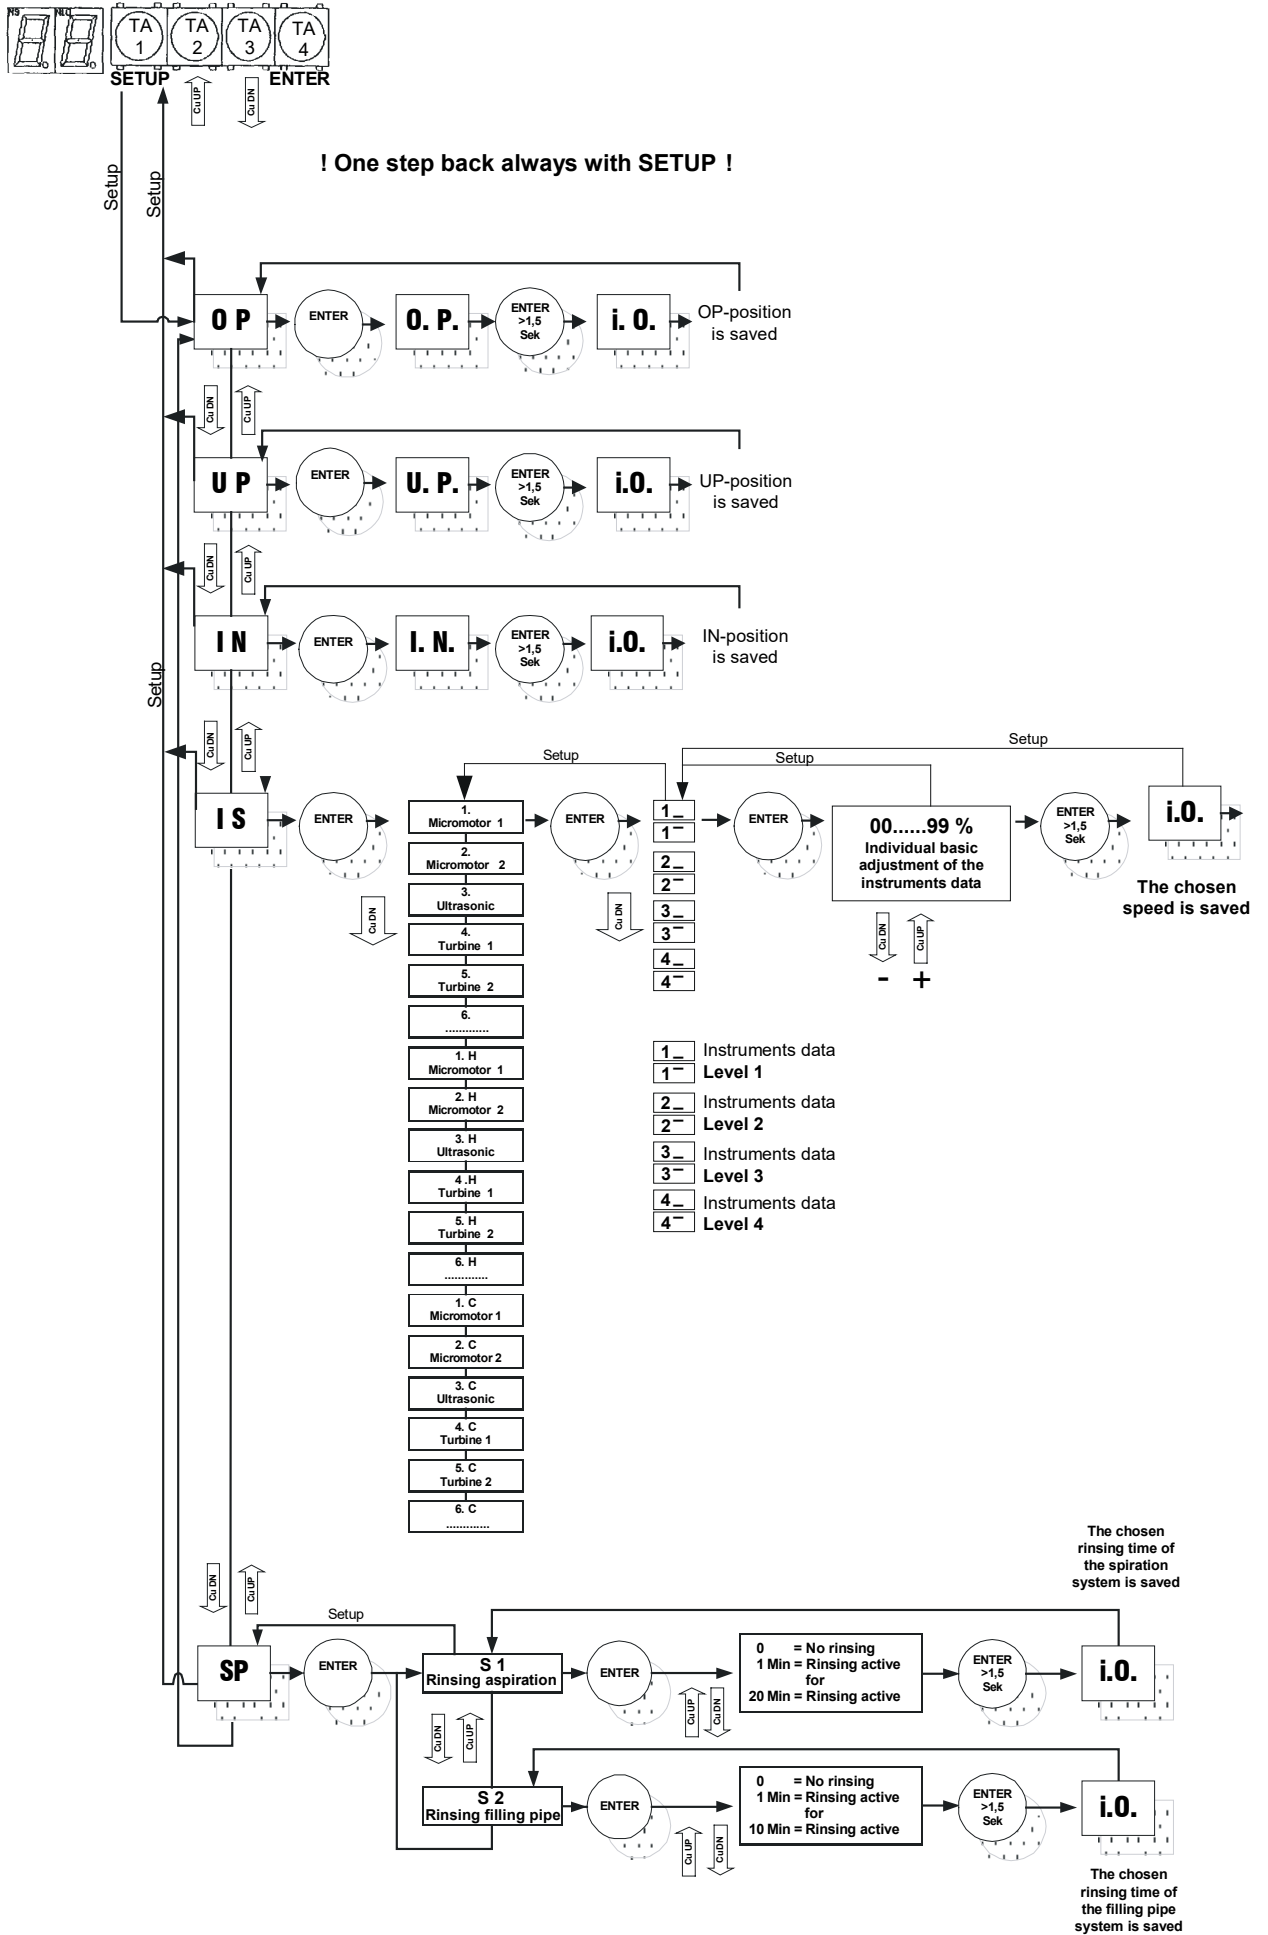 N9 N10
TA
1
TA
2
TA
3
TA
4
SETUP
ENTER
Cu UP
Cu DN
! One step back always with SETUP !
Setup
Setup
O P
ENTER
O. P.
ENTER
>1,5
Sek
i. O.
OP-position
is saved
Cu DN
Cu UP
U P
ENTER
U. P.
ENTER
>1,5
Sek
i.O.
UP-position
is saved
Cu DN
Cu UP
I N
ENTER
I. N.
ENTER
>1,5
Sek
i.O.
IN-position
is saved
Setup
Cu DN
Cu UP
I S
ENTER
Cu DN
Setup
1.
Micromotor 1
2.
Micromotor 2
3.
Ultrasonic
4.
Turbine 1
5.
Turbine 2
6.
.............
1. H
Micromotor 1
2. H
Micromotor 2
3. H
Ultrasonic
4 .H
Turbine 1
5. H
Turbine 2
6. H
.............
1. C
Micromotor 1
2. C
Micromotor 2
3. C
Ultrasonic
4. C
Turbine 1
5. C
Turbine 2
6. C
.............
ENTER
Cu DN
1 _
1 ¯
2 _
2 ¯
3 _
3 ¯
4 _
4 ¯
Setup
Setup
ENTER
00......99 %
Individual basic
adjustment of the
instruments data
Cu DN
Cu UP
- +
ENTER
>1,5
Sek
i.O.
The chosen
speed is saved
1 _ Instruments data
1 ¯ Level 1
2 _ Instruments data
2 ¯ Level 2
3 _ Instruments data
3 ¯ Level 3
4 _ Instruments data
4 ¯ Level 4
Cu DN
Cu UP
SP
ENTER
Setup
S 1
Rinsing aspiration
ENTER
Cu UP
Cu DN
0 = No rinsing
1 Min = Rinsing active
for
20 Min = Rinsing active
ENTER
>1,5
Sek
i.O.
The chosen
rinsing time of
the spiration
system is saved
Cu DN
Cu UP
S 2
Rinsing filling pipe
ENTER
Cu UP
Cu DN
0 = No rinsing
1 Min = Rinsing active
for
10 Min = Rinsing active
ENTER
>1,5
Sek
i.O.
The chosen
rinsing time of
the filling pipe
system is saved